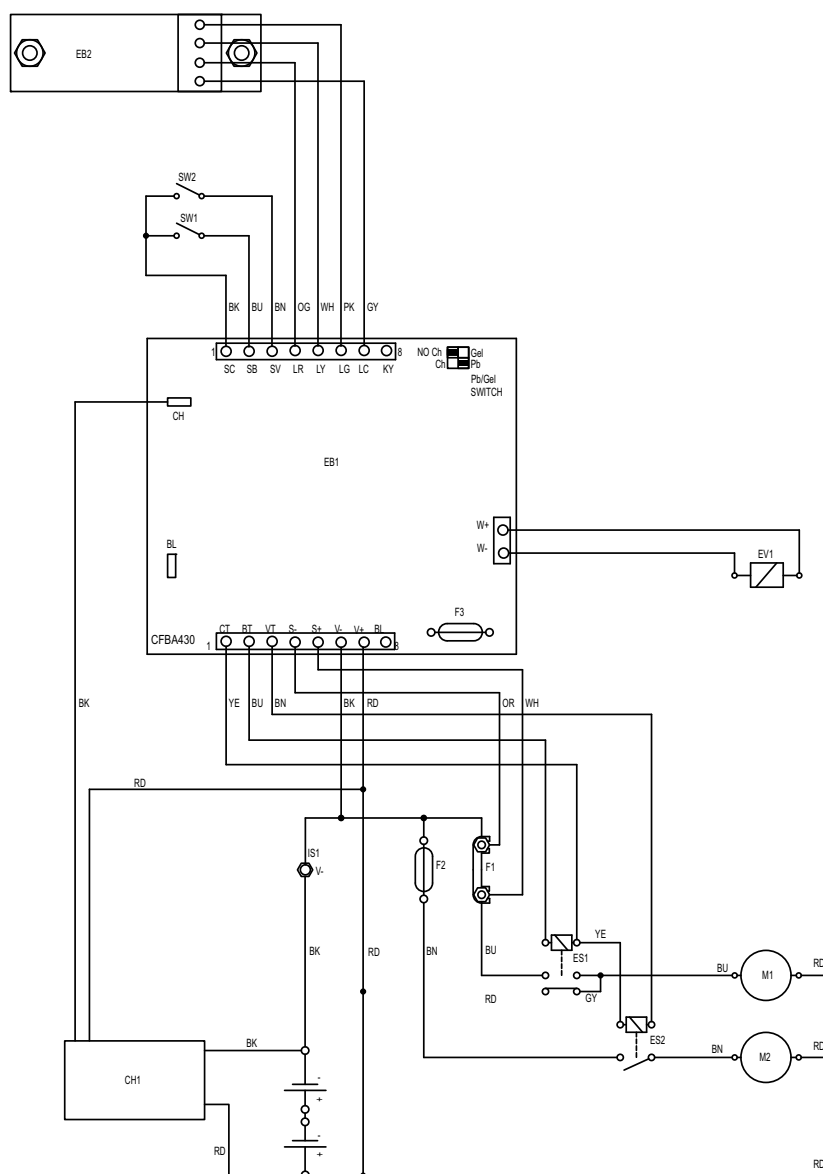 EB2
SW2
SW1
BK BU BN OG WH PK GY
1 8
SC SB SV LR LY LG LC KY
NO Ch Gel
Ch Pb
Pb/Gel
SWITCH
CH
EB1
W+
W-
EV1
BL
F3
CFBA430
CT BT VT S- S+ V- V+ BL
1 8
BK YE BU BN BK RD OR WH
RD
IS1
V-
F2 F1
YE
BK RD BN BU
ES1
BU M1 RD
RD GY
ES2
BK BN M2 RD
CH1
-
+
-
+
RD
RD